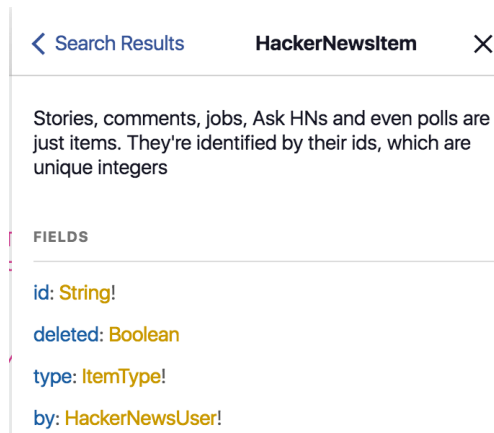 Search Results
HackerNewsItem
Stories, comments, jobs, Ask HNs and even polls are
just items. They're identified by their ids, which are
unique integers
FIELDS
id: String!
deleted: Boolean
type: ItemType!
by: HackerNewsUser!